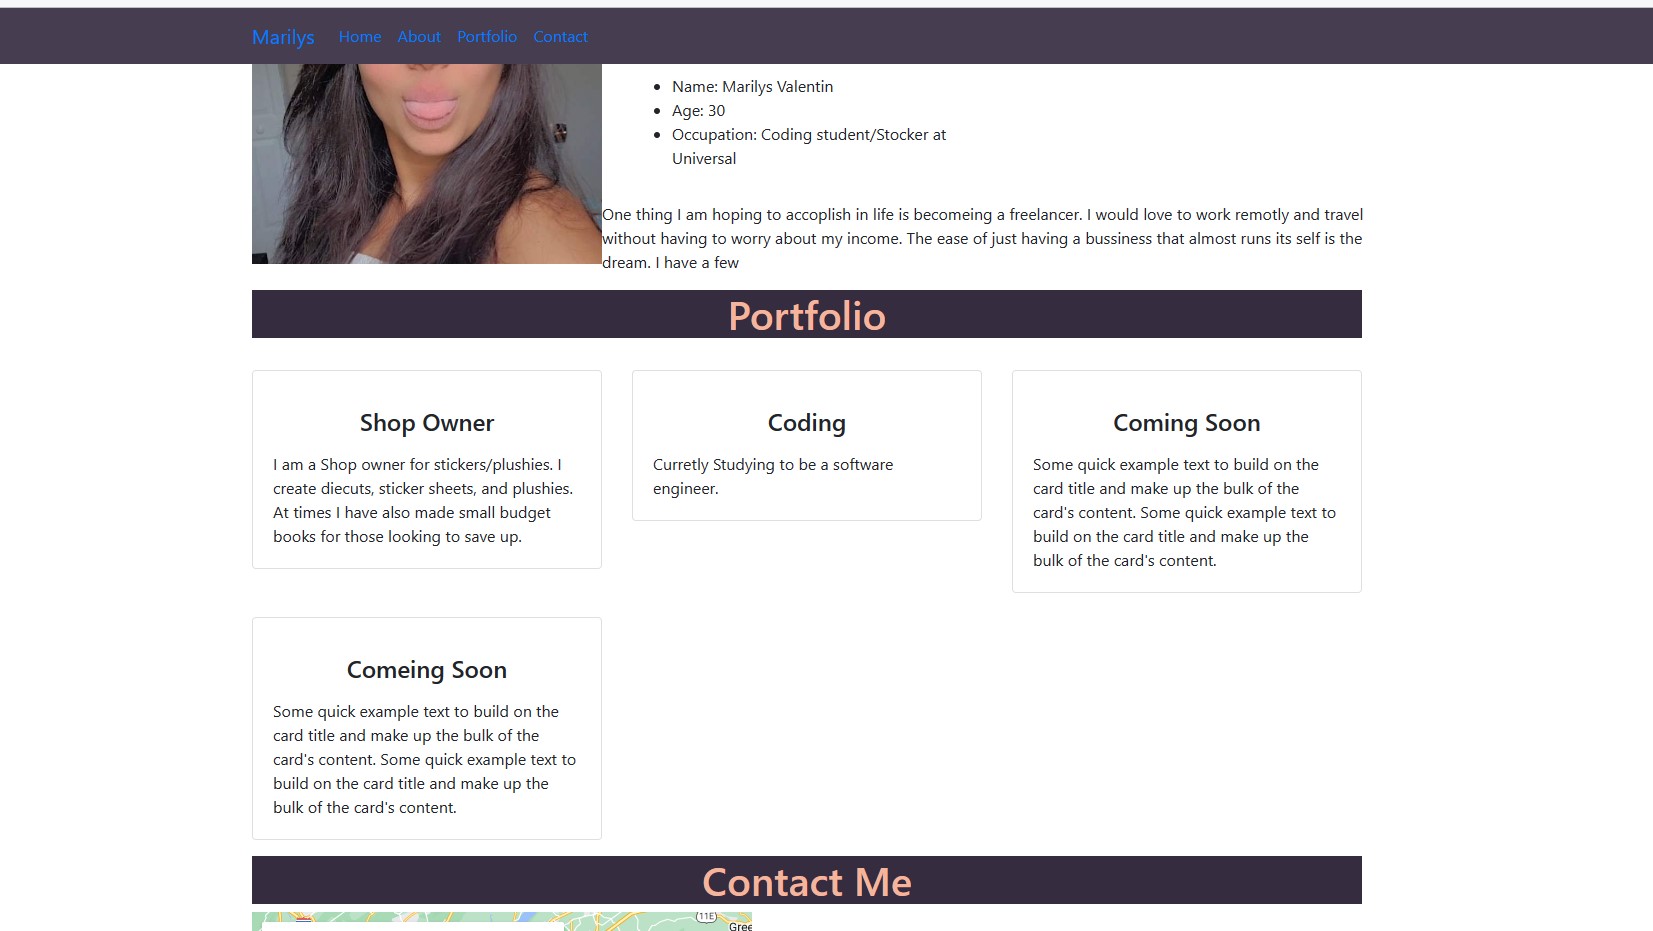 Marilys Home About Portfolio Contact
Name: Marilys Valentin
Age: 30
Occupation: Coding student/Stocker at
Universal
One thing I am hoping to accoplish in life is becomeing a freelancer. I would love to work remotly and travel
without having to worry about my income. The ease of just having a bussiness that almost runs its self is the
dream. I have a few
Portfolio
Shop Owner
I am a Shop owner for stickers/plushies. I
create diecuts, sticker sheets, and plushies.
At times I have also made small budget
books for those looking to save up.
Coding
Curretly Studying to be a software
engineer.
Coming Soon
Some quick example text to build on the
card title and make up the bulk of the
card's content. Some quick example text to
build on the card title and make up the
bulk of the card's content.
Comeing Soon
Some quick example text to build on the
card title and make up the bulk of the
card's content. Some quick example text to
build on the card title and make up the
bulk of the card's content.
Contact Me
11E
Gree